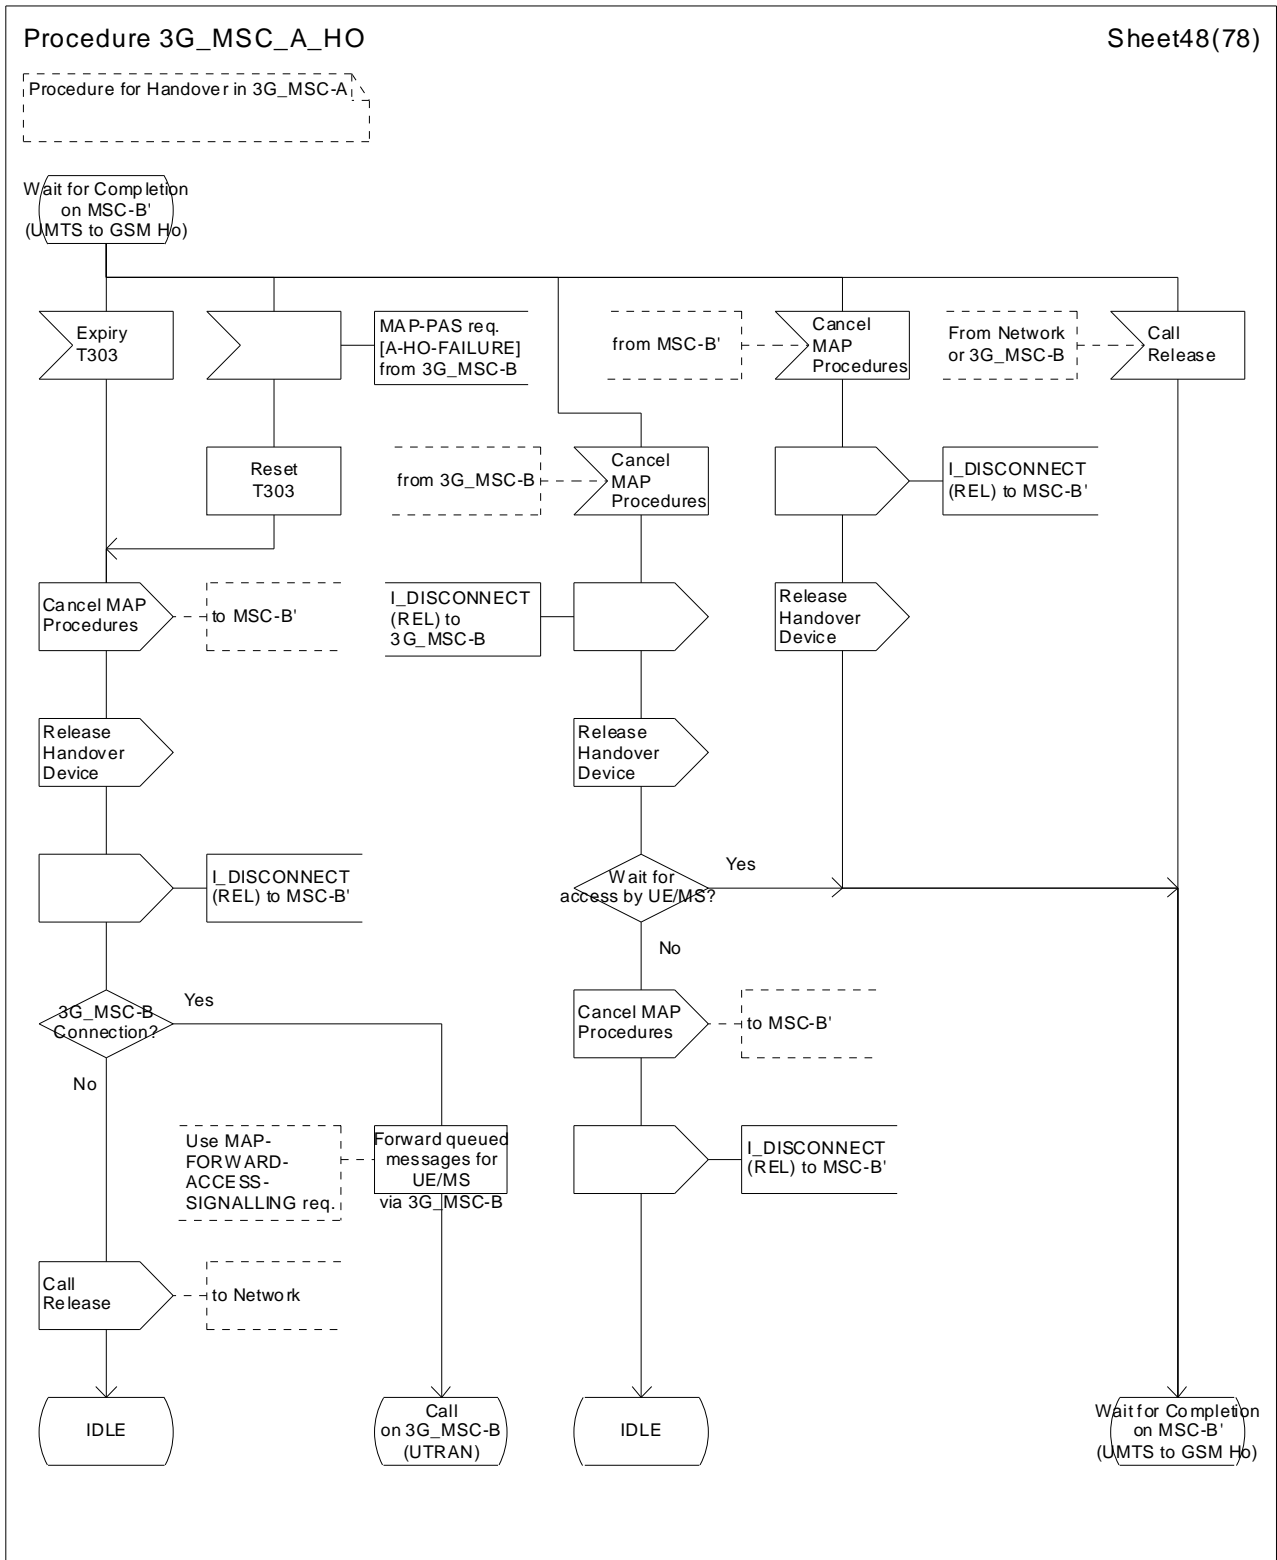 Procedure 3G_MSC_A_HO
Sheet48(78)
Procedure for Handover in 3G_MSC-A
Wait for Completion
on MSC-B'
(UMTS to GSM Ho)
Expiry
T303
MAP-PAS req.
[A-HO-FAILURE]
from 3G_MSC-B
from MSC-B'
Cancel
MAP
Procedures
From Network
or 3G_MSC-B
Call
Release
Reset
T303
from 3G_MSC-B
Cancel
MAP
Procedures
I_DISCONNECT
(REL) to MSC-B'
Cancel MAP
Procedures
to MSC-B'
I_DISCONNECT
(REL) to
3G_MSC-B
Release
Handover
Device
Release
Handover
Device
Release
Handover
Device
I_DISCONNECT
(REL) to MSC-B'
Wait for
access by UE/MS?
Yes
No
3G_MSC-B
Connection?
Yes
No
Cancel MAP
Procedures
to MSC-B'
Use MAP-
FORWARD-
ACCESS-
SIGNALLING req.
Forward queued
messages for
UE/MS
via 3G_MSC-B
I_DISCONNECT
(REL) to MSC-B'
Call
Release
to Network
IDLE
Call
on 3G_MSC-B
(UTRAN)
IDLE
Wait for Completion
on MSC-B'
(UMTS to GSM Ho)